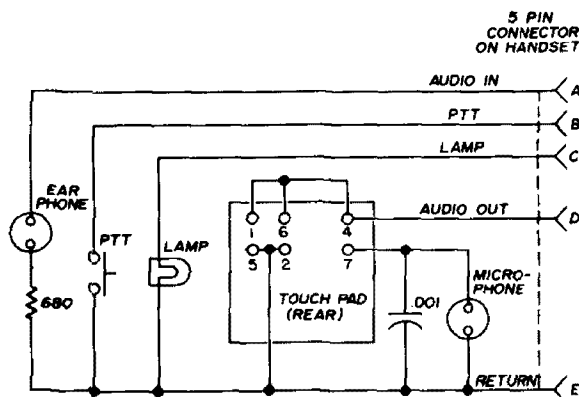 5 PIN
CONNECTOR
ON HANDSET
AUDIO IN
A
PTT
B
LAMP
C
EAR
PHONE
PTT
LAMP
1
6
4
AUDIO OUT
D
5
2
7
680
TOUCH PAD
(REAR)
.001
MICRO-
PHONE
RETURN
E